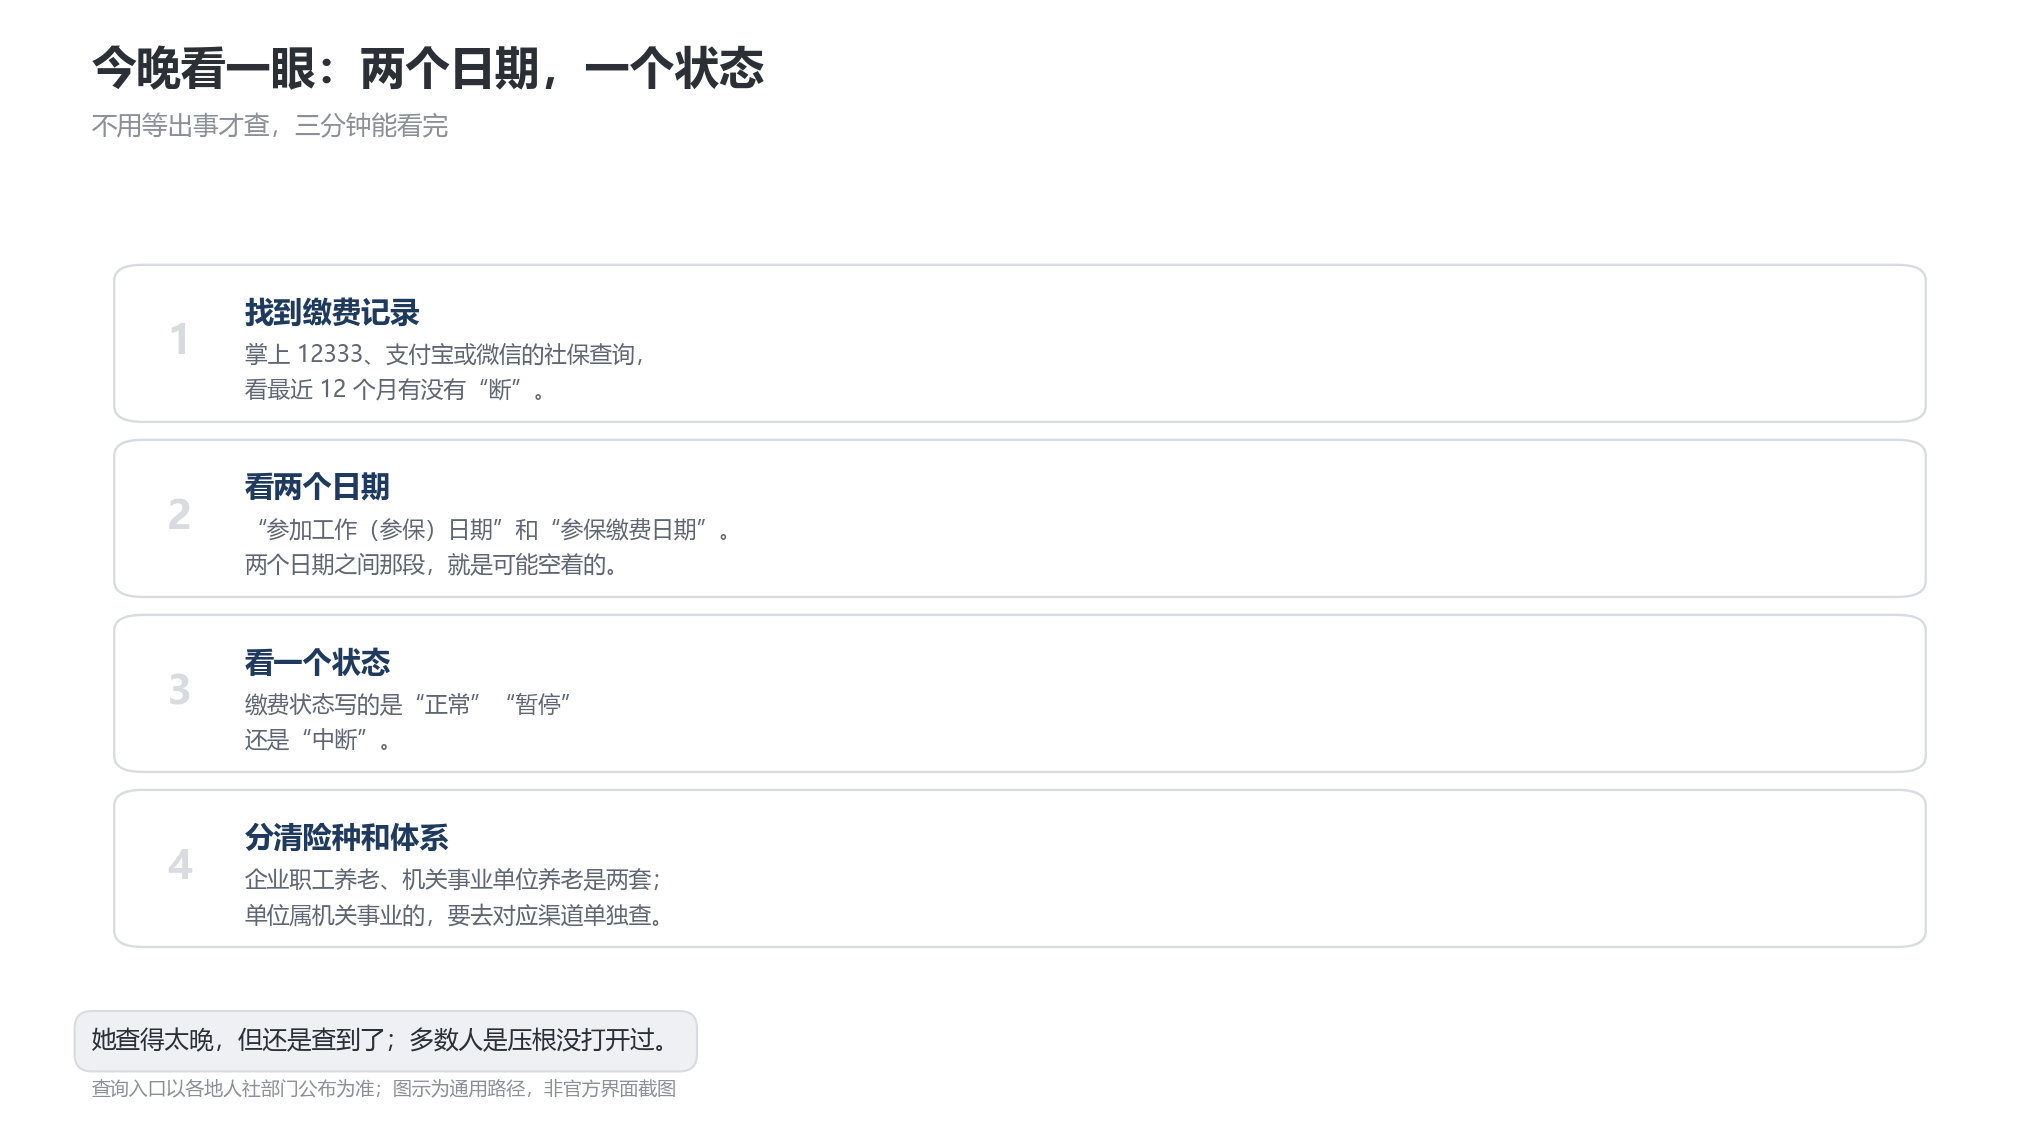 今晚看一眼：两个日期，一个状态
不用等出事才查，三分钟能看完
1
找到缴费记录
掌上 12333、支付宝或微信的社保查询，
看最近 12 个月有没有“断”。
2
看两个日期
“参加工作（参保）日期”和“参保缴费日期”。
两个日期之间那段，就是可能空着的。
3
看一个状态
缴费状态写的是“正常”“暂停”
还是“中断”。
4
分清险种和体系
企业职工养老、机关事业单位养老是两套；
单位属机关事业的，要去对应渠道单独查。
她查得太晚，但还是查到了；多数人是压根没打开过。
查询入口以各地人社部门公布为准；图示为通用路径，非官方界面截图